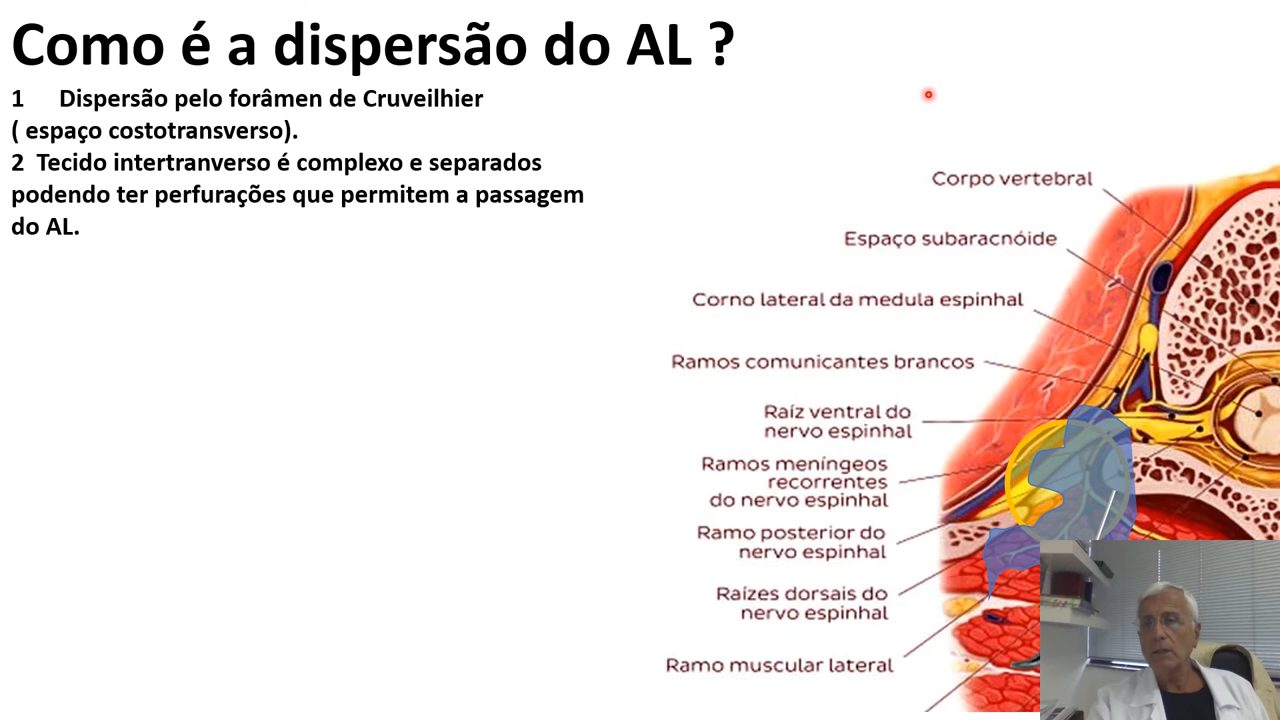 Como é a dispersão do AL ?
1 Dispersão pelo forâmen de Cruveilhier
( espaço costotransverso).
2 Tecido intertranverso é complexo e separados
podendo ter perfurações que permitem a passagem
do AL.
Corpo vertebral
Espaço subaracnóide
Corno lateral da medula espinhal
Ramos comunicantes brancos
Raíz ventral do
nervo espinhal
Ramos meníngeos
recorrentes
do nervo espinhal
Ramo posterior do
nervo espinhal
Raízes dorsais do
nervo espinhal
Ramo muscular lateral